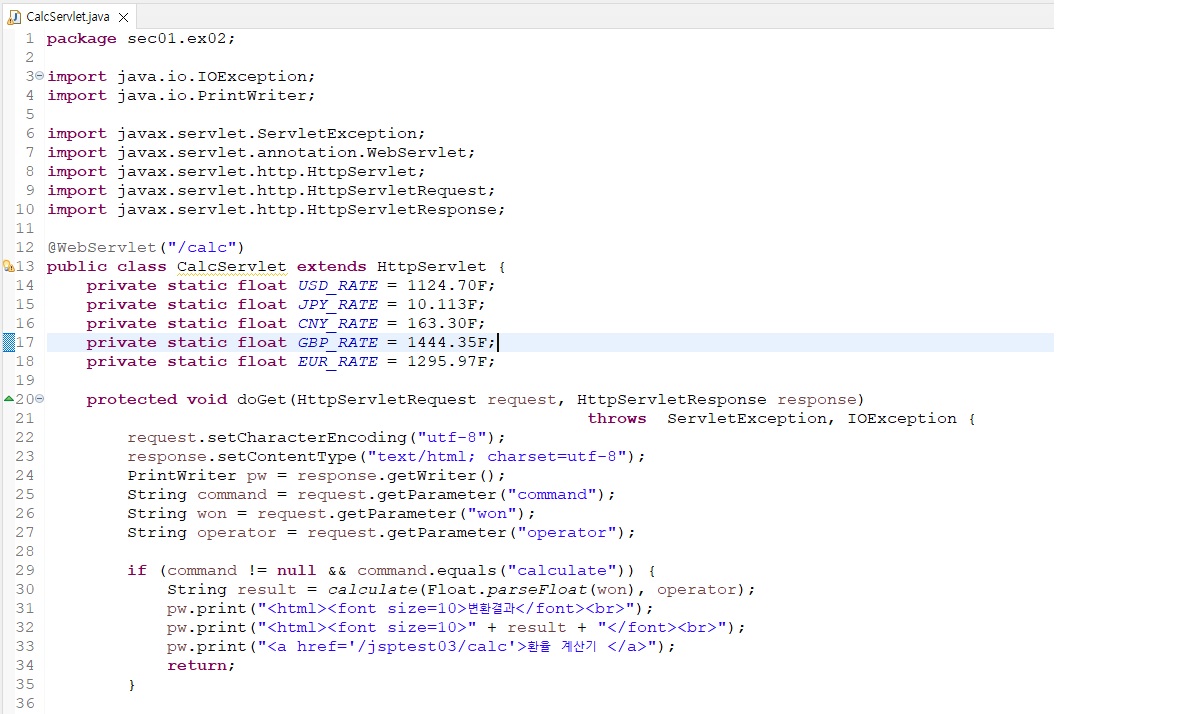 CalcServlet.java
1 package sec01.ex02;
2
3 import java.io.IOException;
4 import java.io.PrintWriter;
5
6 import javax.servlet.ServletException;
7 import javax.servlet.annotation.WebServlet;
8 import javax.servlet.http.HttpServlet;
9 import javax.servlet.http.HttpServletRequest;
10 import javax.servlet.http.HttpServletResponse;
11
12 @WebServlet("/calc")
13 public class CalcServlet extends HttpServlet {
14     private static float USD_RATE = 1124.70F;
15     private static float JPY_RATE = 10.113F;
16     private static float CNY_RATE = 163.30F;
17     private static float GBP_RATE = 1444.35F;
18     private static float EUR_RATE = 1295.97F;
19
20     protected void doGet(HttpServletRequest request, HttpServletResponse response)
21                                                       throws  ServletException, IOException {
22         request.setCharacterEncoding("utf-8");
23         response.setContentType("text/html; charset=utf-8");
24         PrintWriter pw = response.getWriter();
25         String command = request.getParameter("command");
26         String won = request.getParameter("won");
27         String operator = request.getParameter("operator");
28
29         if (command != null && command.equals("calculate")) {
30             String result = calculate(Float.parseFloat(won), operator);
31             pw.print("<html><font size=10>변환결과</font><br>");
32             pw.print("<html><font size=10>" + result + "</font><br>");
33             pw.print("<a href='/jsptest03/calc'>환율 계산기 </a>");
34             return;
35         }
36